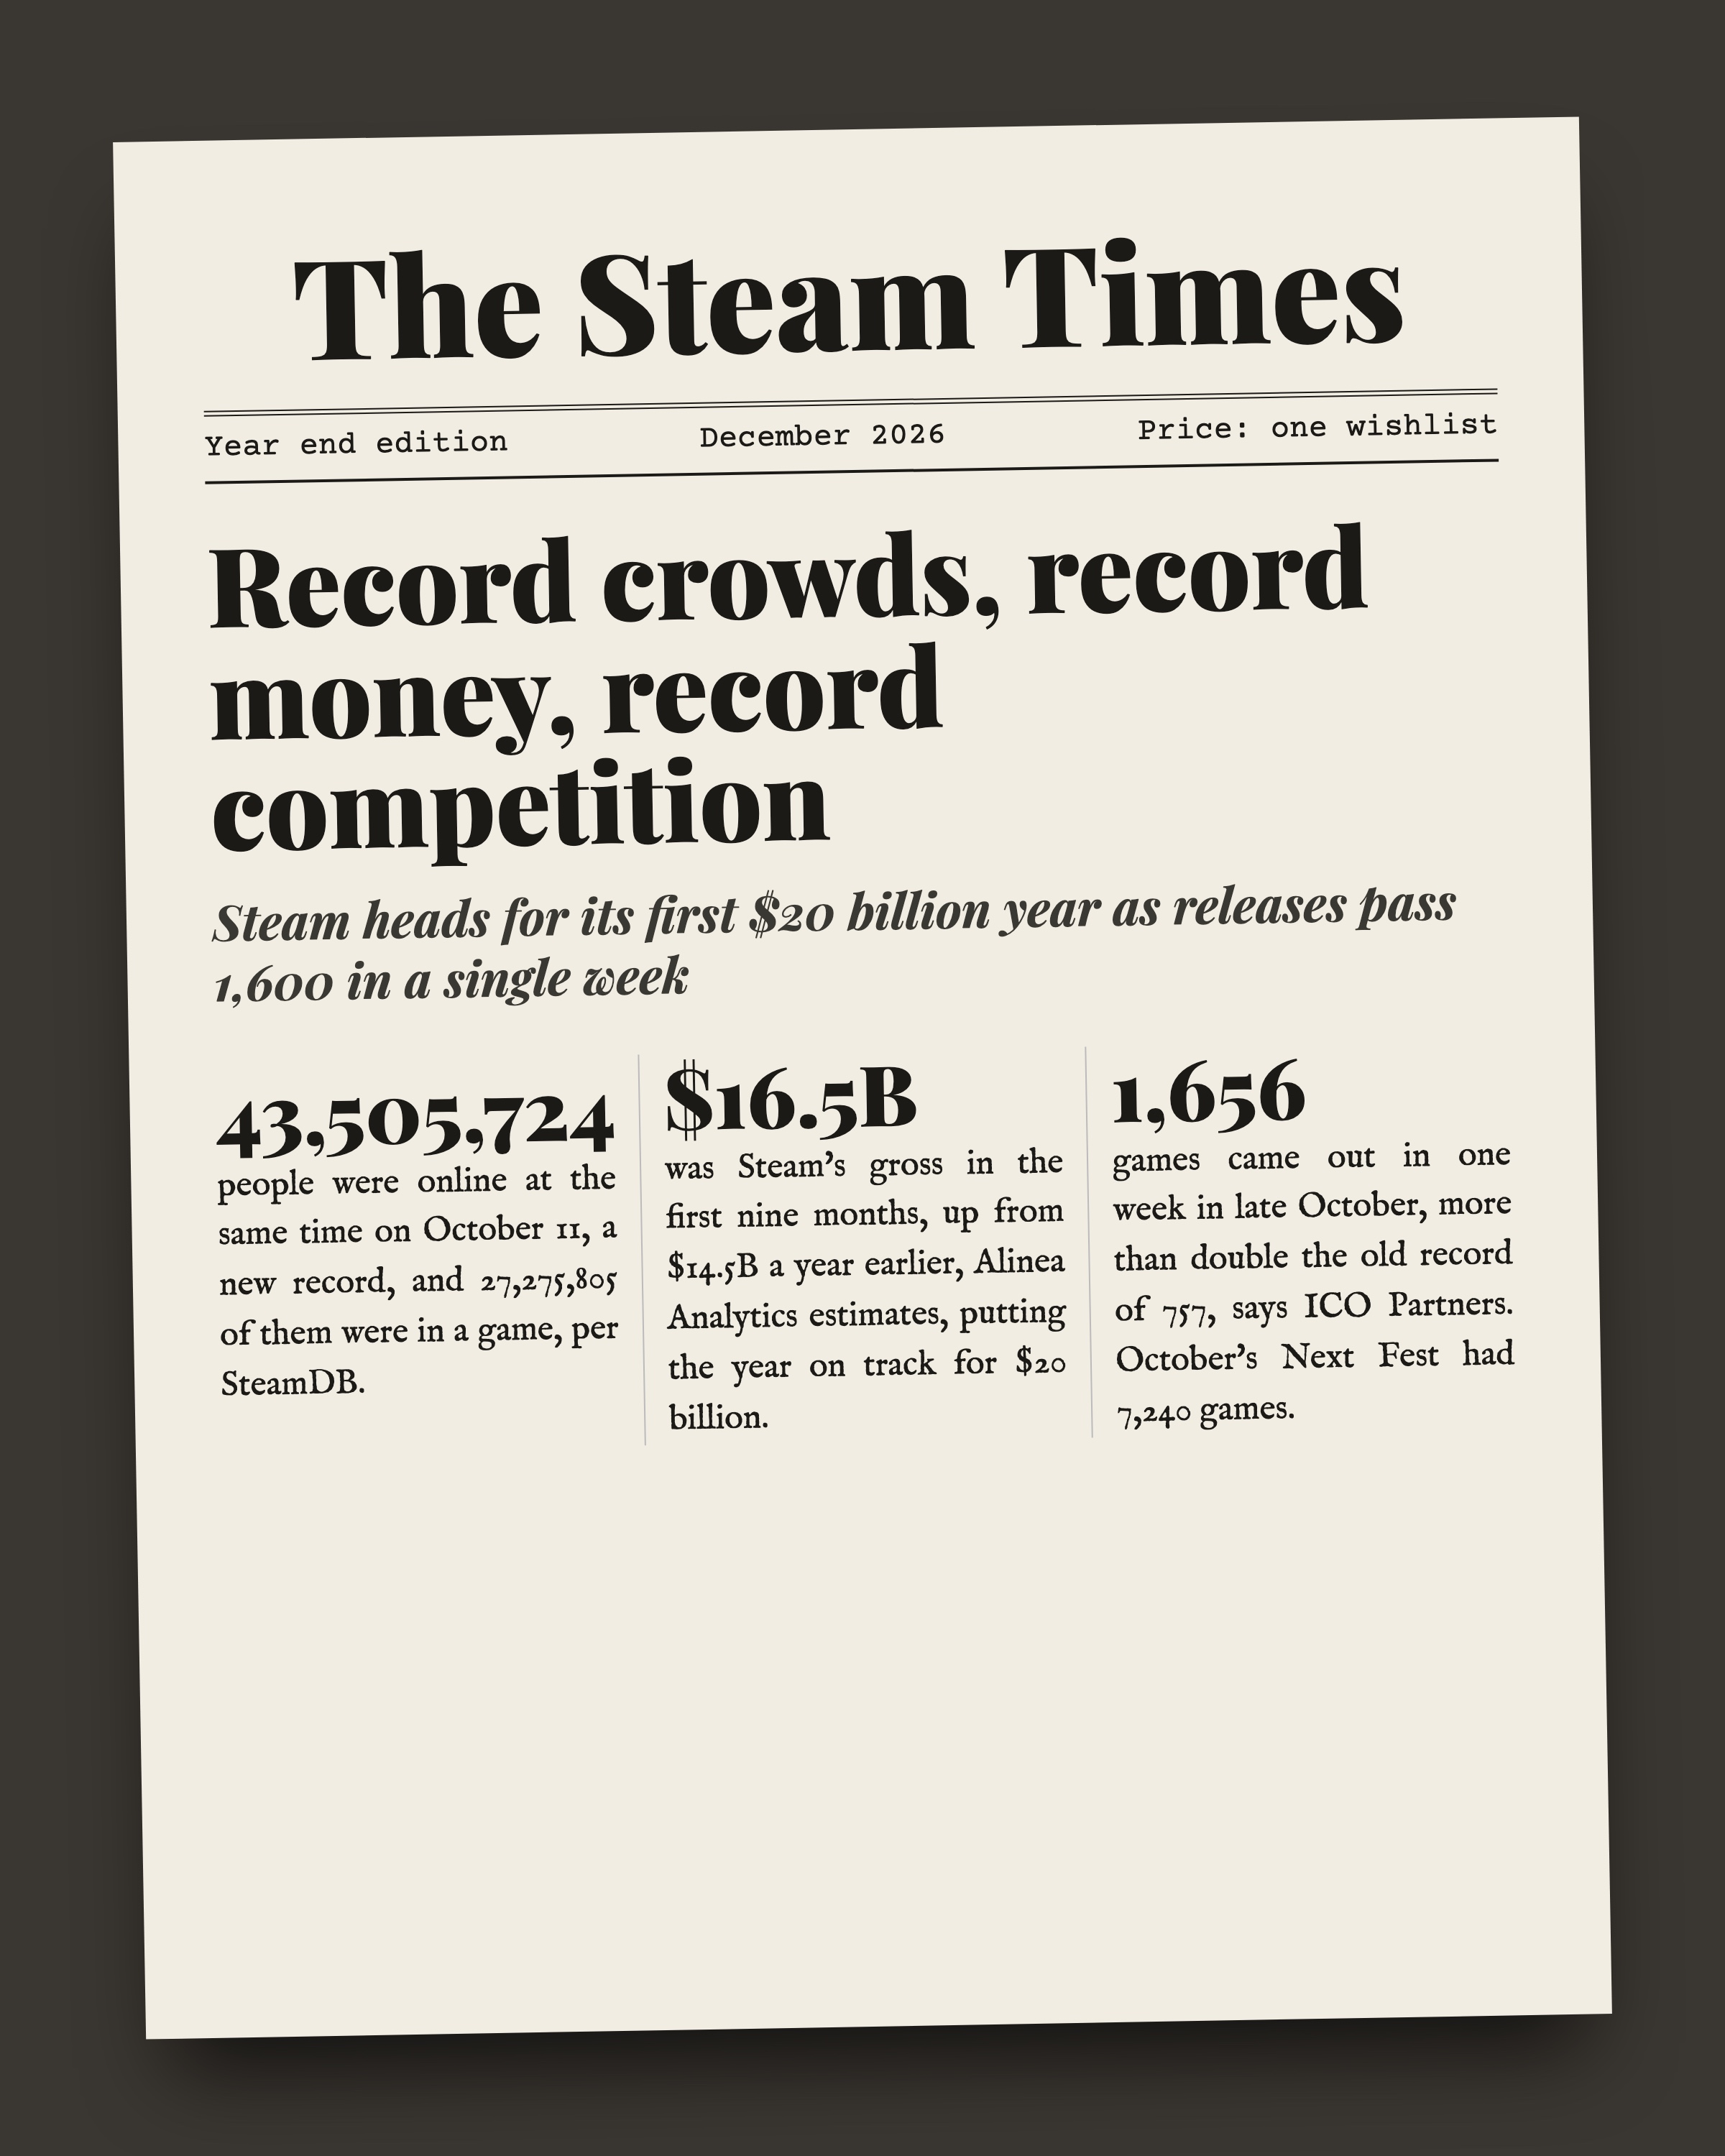 The Steam Times
Year end edition
December 2026
Price: one wishlist
Record crowds, record
money, record
competition
Steam heads for its first $20 billion year as releases pass
1,600 in a single week
43,505,724
people were online at the
same time on October 11, a
new record, and 27,275,805
of them were in a game, per
SteamDB.
$16.5B
was Steam’s gross in the
first nine months, up from
$14.5B a year earlier, Alinea
Analytics estimates, putting
the year on track for $20
billion.
1,656
games came out in one
week in late October, more
than double the old record
of 757, says ICO Partners.
October’s Next Fest had
7,240 games.